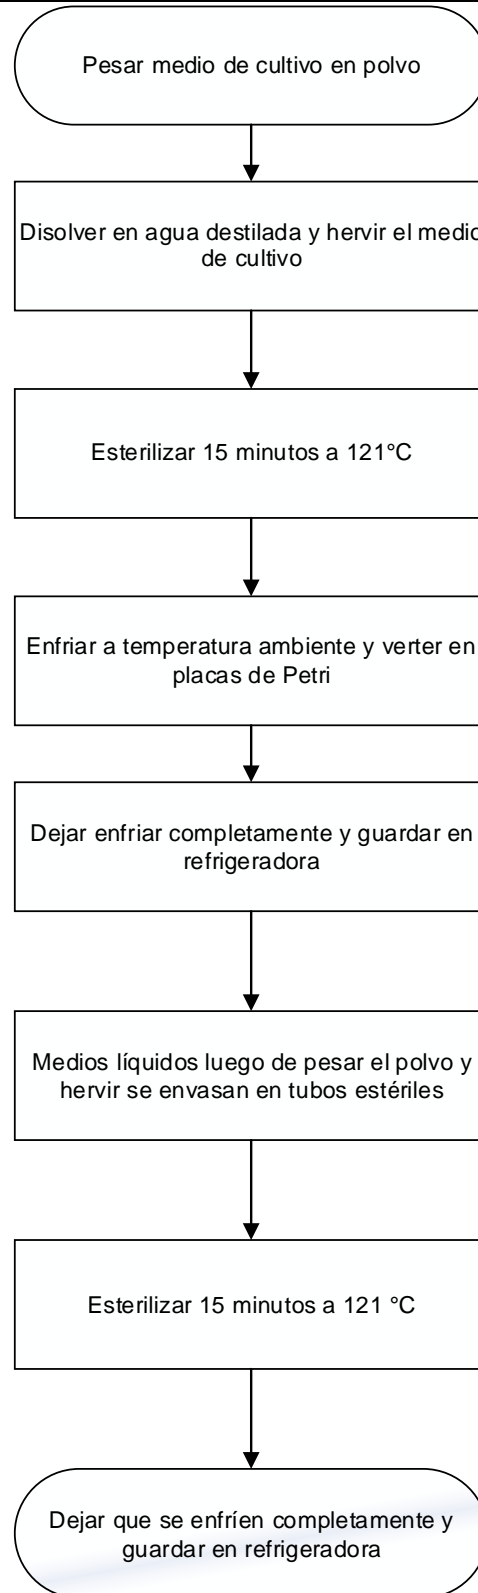 Pesar medio de cultivo en polvo
Disolver en agua destilada y hervir el medio
de cultivo
Esterilizar 15 minutos a 121°C
Enfriar a temperatura ambiente y verter en
placas de Petri
Dejar enfriar completamente y guardar en
refrigeradora
Medios líquidos luego de pesar el polvo y
hervir se envasan en tubos estériles
Esterilizar 15 minutos a 121 °C
Dejar que se enfríen completamente y
guardar en refrigeradora